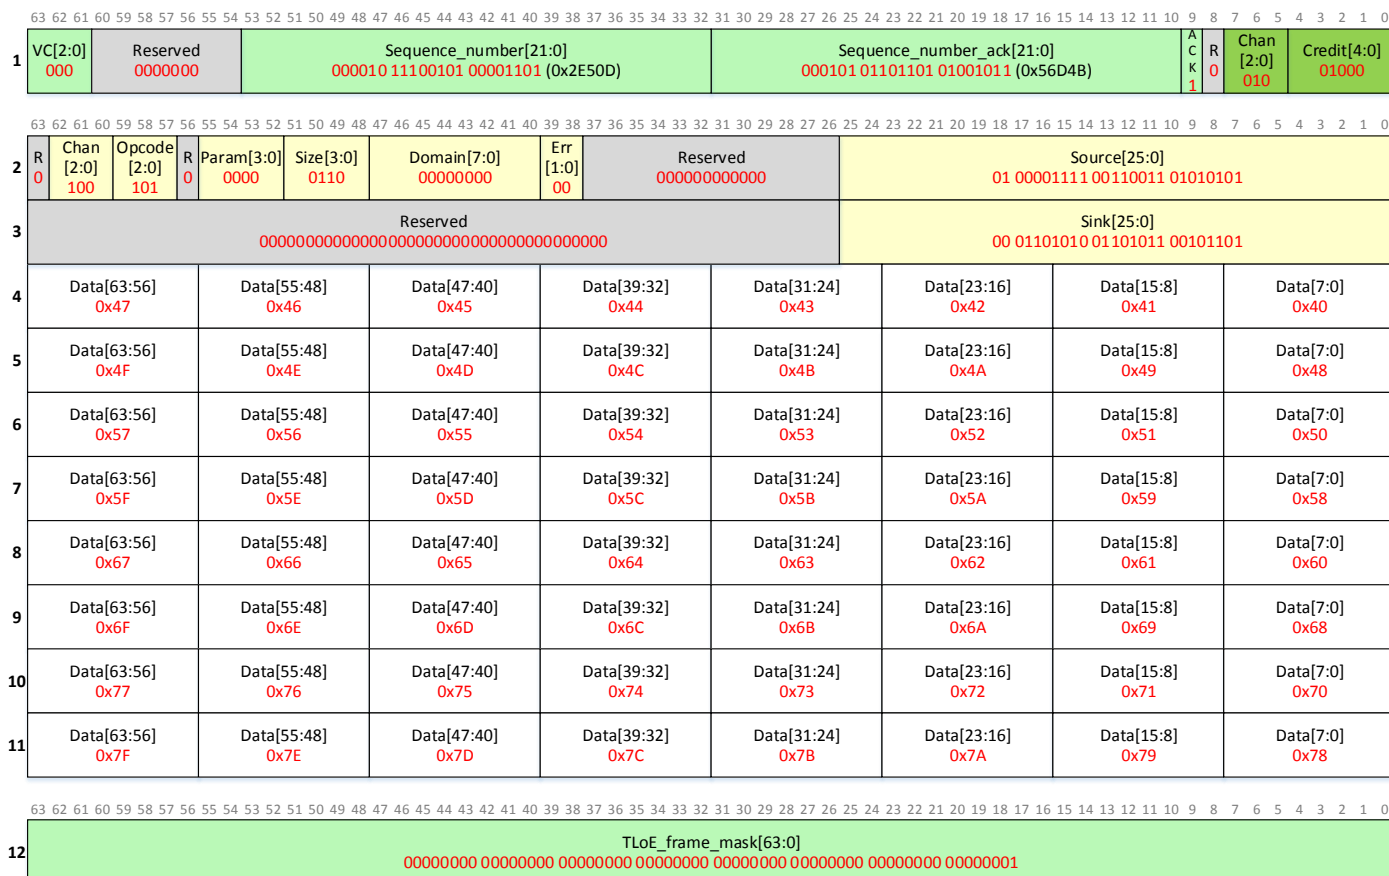 63 62 61 60 59 58 57 56 55 54 53 52 51 50 49 48 47 46 45 44 43 42 41 40 39 38 37 36 35 34 33 32 31 30 29 28 27 26 25 24 23 22 21 20 19 18 17 16 15 14 13 12 11 10 9 8 7 6 5 4 3 2 1 0
1
VC[2:0]
000
Reserved
0000000
Sequence_number[21:0]
000010 11100101 00001101 (0x2E50D)
Sequence_number_ack[21:0]
000101 01101101 01001011 (0x56D4B)
A
C
K
1
R
0
Chan
[2:0]
010
Credit[4:0]
01000
63 62 61 60 59 58 57 56 55 54 53 52 51 50 49 48 47 46 45 44 43 42 41 40 39 38 37 36 35 34 33 32 31 30 29 28 27 26 25 24 23 22 21 20 19 18 17 16 15 14 13 12 11 10 9 8 7 6 5 4 3 2 1 0
2
R
0
Chan
[2:0]
100
Opcode
[2:0]
101
R
0
Param[3:0]
0000
Size[3:0]
0110
Domain[7:0]
00000000
Err
[1:0]
00
Reserved
000000000000
Source[25:0]
01 00001111 00110011 01010101
3
Reserved
00000000000000000000000000000000000000
Sink[25:0]
00 01101010 01101011 00101101
4
Data[63:56] Data[55:48] Data[47:40] Data[39:32] Data[31:24] Data[23:16] Data[15:8] Data[7:0]
0x47 0x46 0x45 0x44 0x43 0x42 0x41 0x40
5
Data[63:56] Data[55:48] Data[47:40] Data[39:32] Data[31:24] Data[23:16] Data[15:8] Data[7:0]
0x4F 0x4E 0x4D 0x4C 0x4B 0x4A 0x49 0x48
6
Data[63:56] Data[55:48] Data[47:40] Data[39:32] Data[31:24] Data[23:16] Data[15:8] Data[7:0]
0x57 0x56 0x55 0x54 0x53 0x52 0x51 0x50
7
Data[63:56] Data[55:48] Data[47:40] Data[39:32] Data[31:24] Data[23:16] Data[15:8] Data[7:0]
0x5F 0x5E 0x5D 0x5C 0x5B 0x5A 0x59 0x58
8
Data[63:56] Data[55:48] Data[47:40] Data[39:32] Data[31:24] Data[23:16] Data[15:8] Data[7:0]
0x67 0x66 0x65 0x64 0x63 0x62 0x61 0x60
9
Data[63:56] Data[55:48] Data[47:40] Data[39:32] Data[31:24] Data[23:16] Data[15:8] Data[7:0]
0x6F 0x6E 0x6D 0x6C 0x6B 0x6A 0x69 0x68
10
Data[63:56] Data[55:48] Data[47:40] Data[39:32] Data[31:24] Data[23:16] Data[15:8] Data[7:0]
0x77 0x76 0x75 0x74 0x73 0x72 0x71 0x70
11
Data[63:56] Data[55:48] Data[47:40] Data[39:32] Data[31:24] Data[23:16] Data[15:8] Data[7:0]
0x7F 0x7E 0x7D 0x7C 0x7B 0x7A 0x79 0x78
63 62 61 60 59 58 57 56 55 54 53 52 51 50 49 48 47 46 45 44 43 42 41 40 39 38 37 36 35 34 33 32 31 30 29 28 27 26 25 24 23 22 21 20 19 18 17 16 15 14 13 12 11 10 9 8 7 6 5 4 3 2 1 0
12
TLoE_frame_mask[63:0]
00000000 00000000 00000000 00000000 00000000 00000000 00000000 00000001